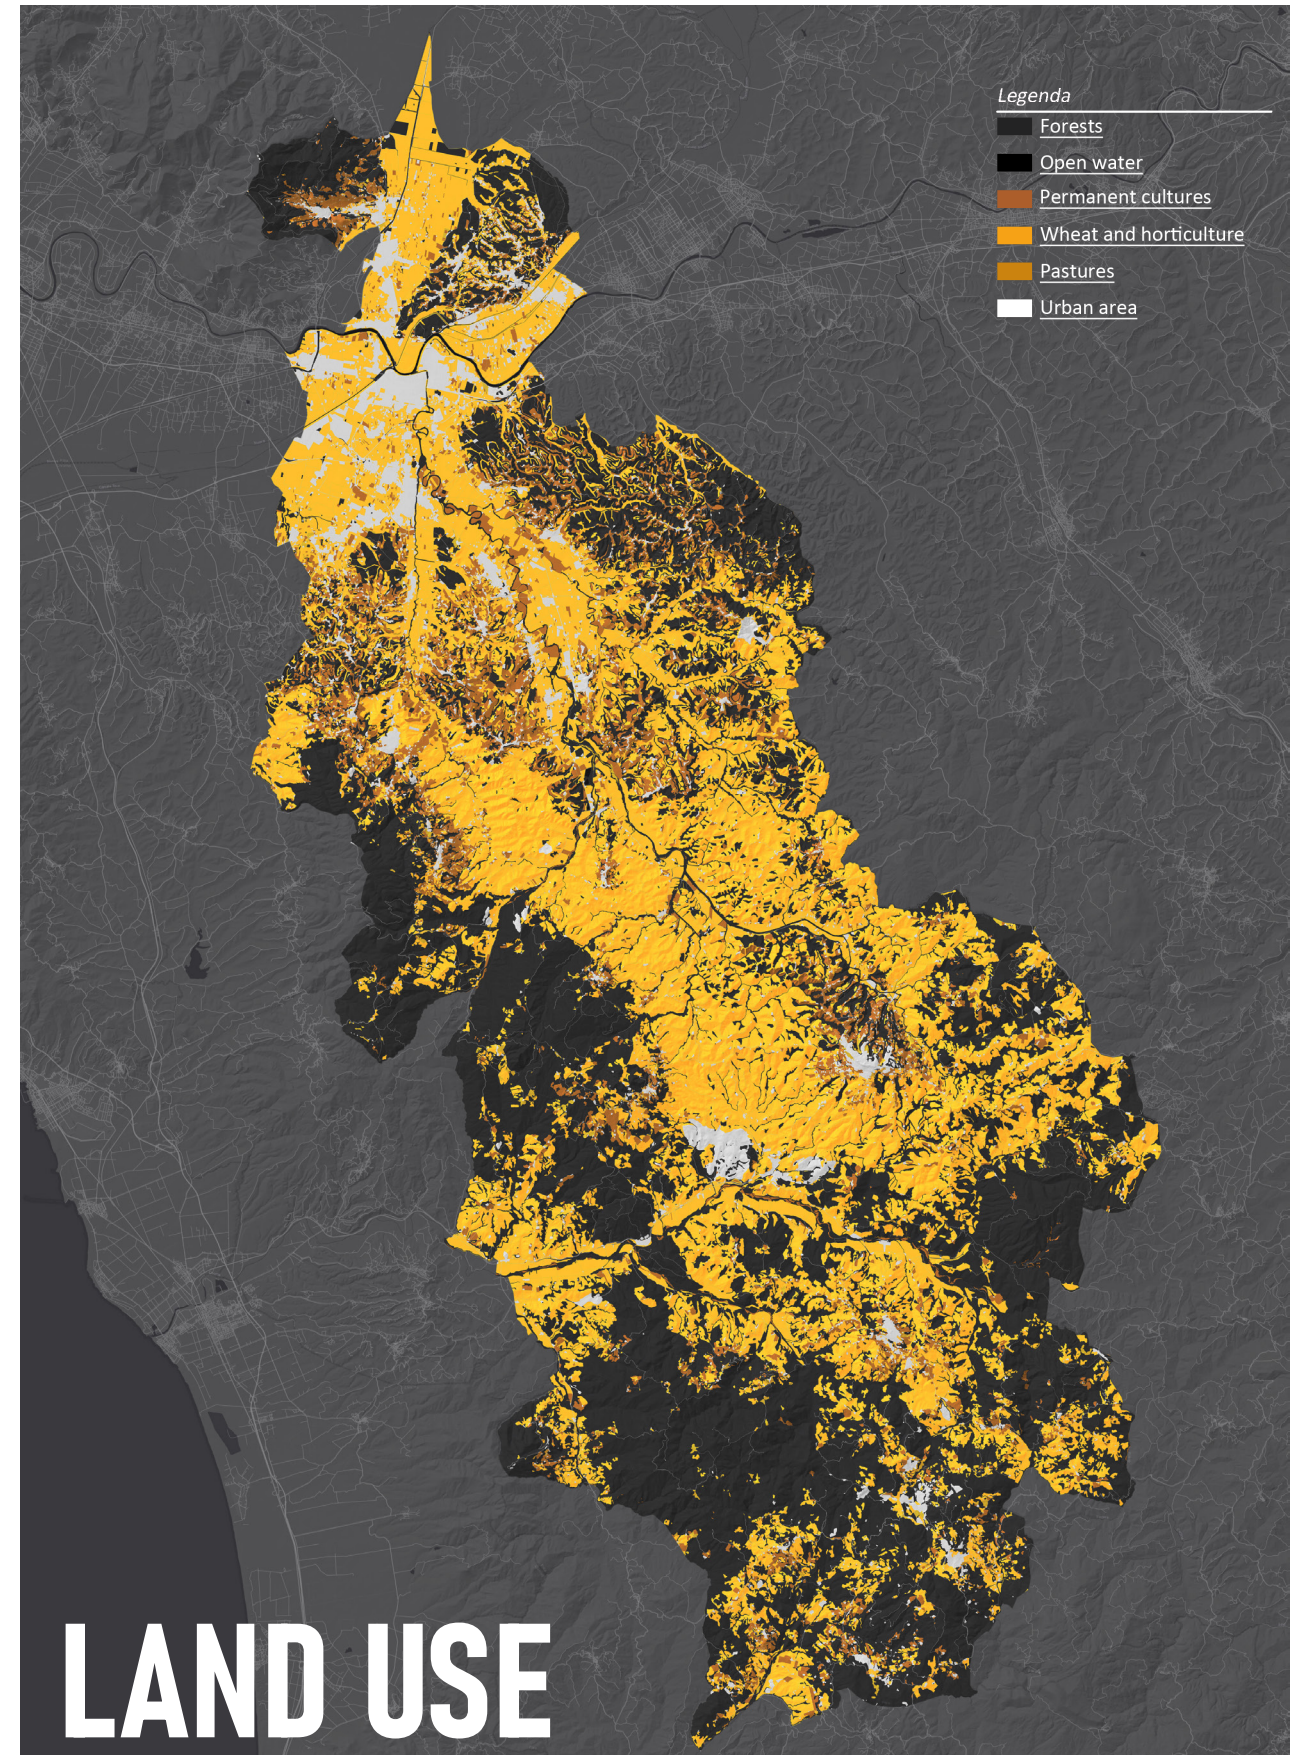 Legenda
Forests
Open water
Permanent cultures
Wheat and horticulture
Pastures
Urban area
LAND USE